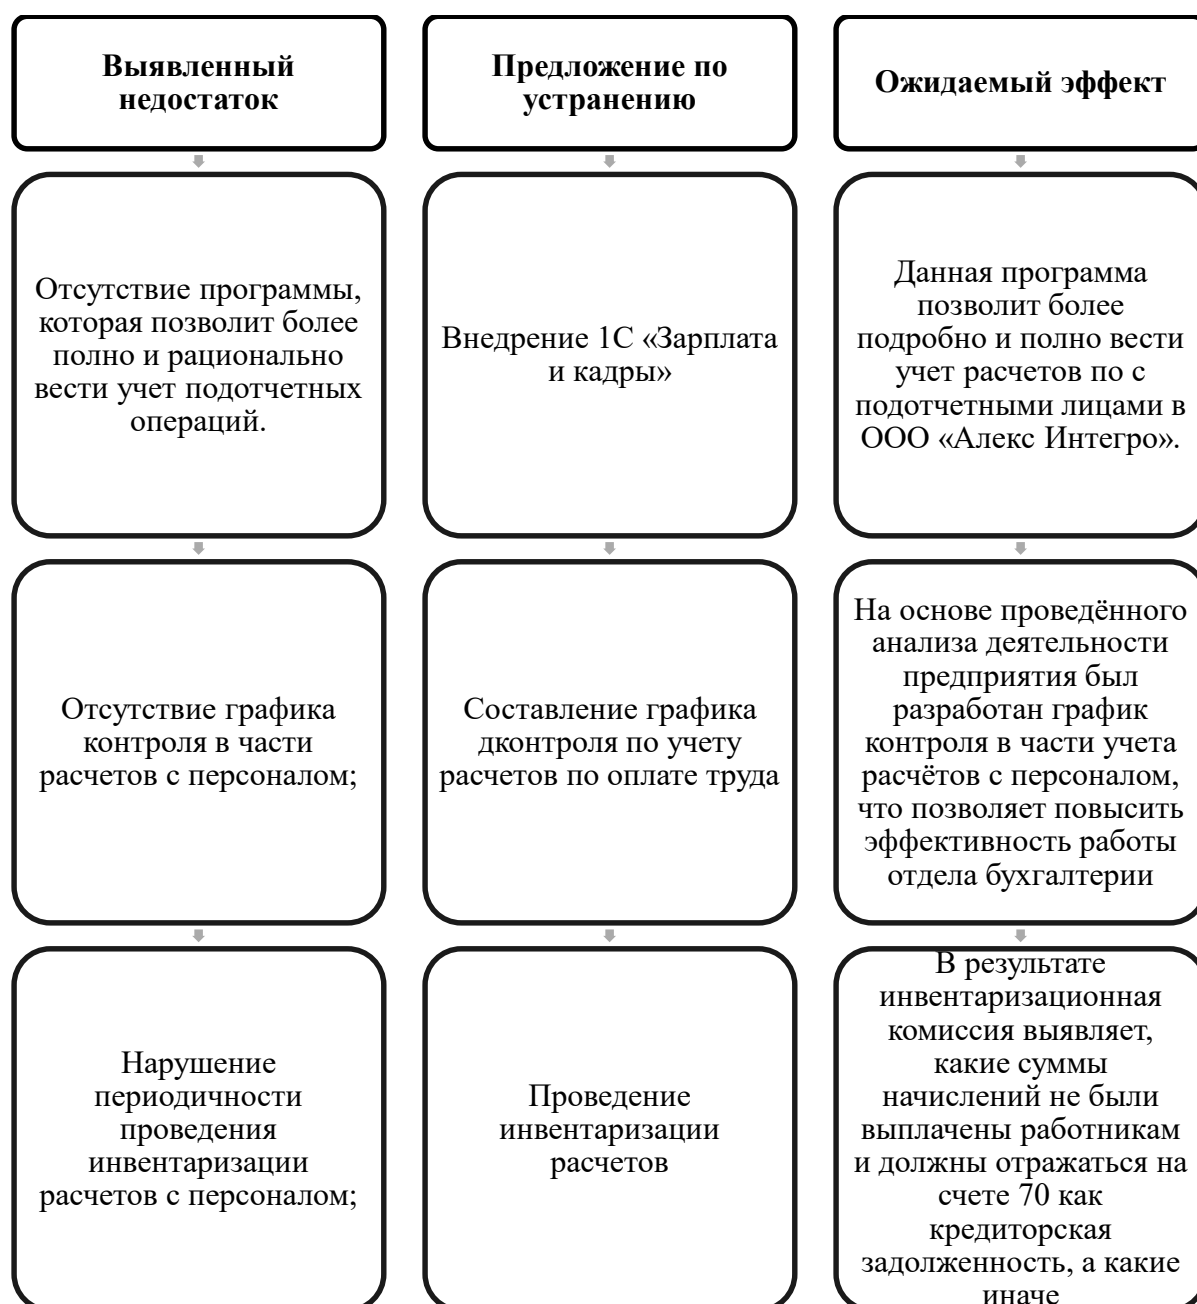 Выявленный
недостаток
Предложение по
устранению
Ожидаемый эффект
Отсутствие программы,
которая позволит более
полно и рационально
вести учет подотчетных
операций.
Внедрение 1С «Зарплата
и кадры»
Данная программа
позволит более
подробно и полно вести
учет расчетов по с
подотчетными лицами в
ООО «Алекс Интегро».
Отсутствие графика
контроля в части
расчетов с персоналом;
Составление графика
дконтроля по учету
расчетов по оплате труда
На основе проведённого
анализа деятельности
предприятия был
разработан график
контроля в части учета
расчётов с персоналом,
что позволяет повысить
эффективность работы
отдела бухгалтерии
Нарушение
периодичности
проведения
инвентаризации
расчетов с персоналом;
Проведение
инвентаризации
расчетов
В результате
инвентаризационная
комиссия выявляет,
какие суммы
начислений не были
выплачены работникам
и должны отражаться на
счете 70 как
кредиторская
задолженность, а какие
иначе